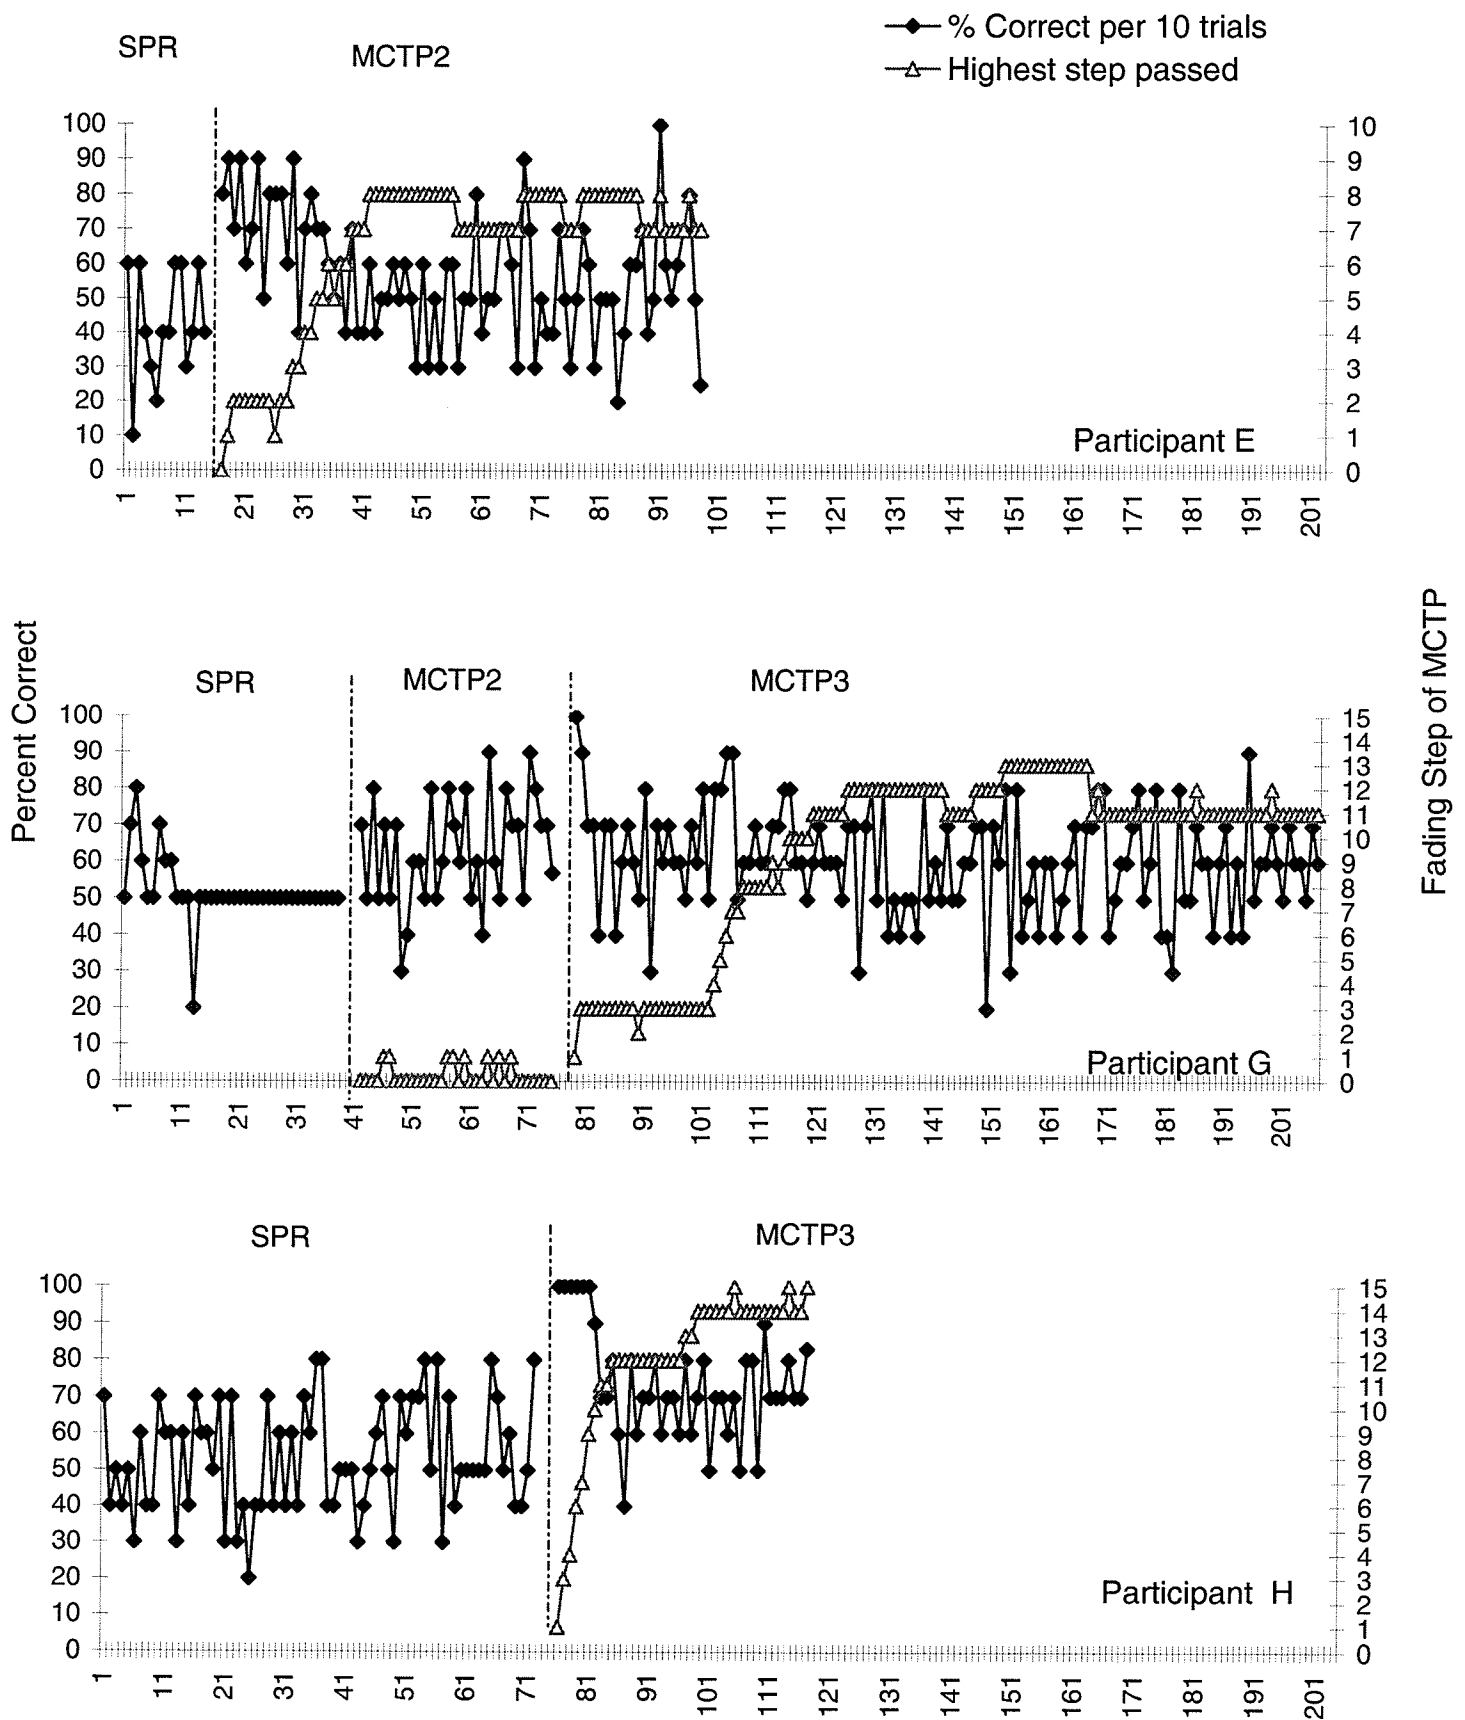 % Correct per 10 trials
Highest step passed
SPR MCTP2
100 90 80 70 60 50 40 30 20 10 0
10 9 8 7 6 5 4 3 2 1 0
Participant E
1 11 21 31 41 51 61 71 81 91 101 121 131 141 151 161 171 181 191 201
Percent Correct
Fading Step of MCTP
SPR MCTP2 MCTP3
100 90 80 70 60 50 40 30 20 10 0
15 14 13 12 11 10 9 8 7 6 5 4 3 2 1 0
Participant G
1 11 21 31 41 51 61 71 81 91 101 111 121 131 141 151 161 171 181 191 201
SPR MCTP3
100 90 80 70 60 50 40 30 20 10 0
15 14 13 12 11 10 9 8 7 6 5 4 3 2 1 0
Participant H
1 11 21 31 41 51 61 71 81 91 101 111 121 131 141 151 161 171 181 191 201